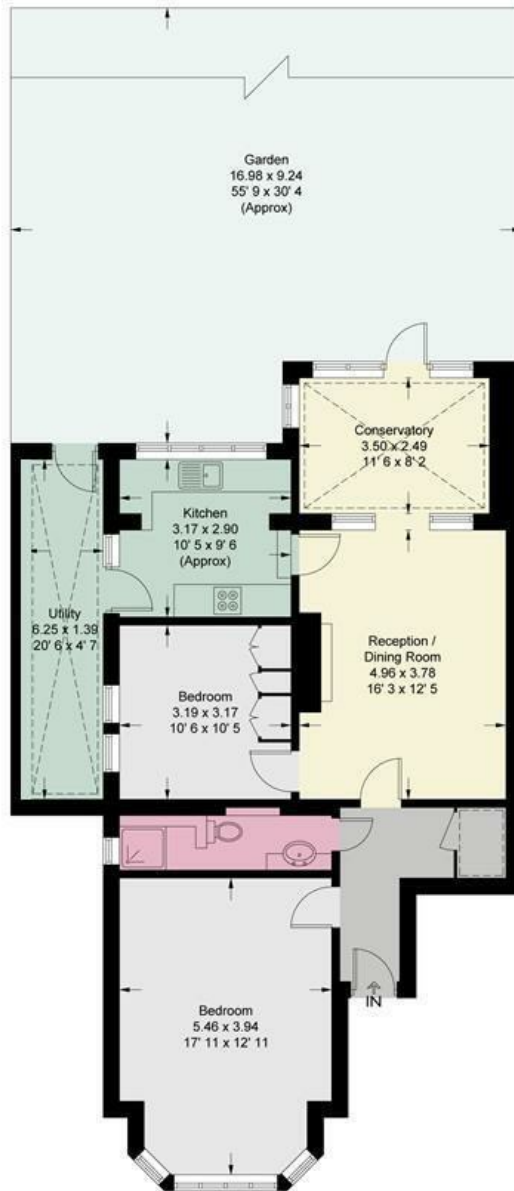 Garden
16.98 x 9.24
55' 9 x 30' 4
(Approx)
Conservatory
3.50 x 2.49
11' 6 x 8' 2
Kitchen
3.17 x 2.90
10' 5 x 9' 6
(Approx)
Utility
6.25 x 1.39
20' 6 x 4' 7
Reception /
Dining Room
4.96 x 3.78
16' 3 x 12' 5
Bedroom
3.19 x 3.17
10' 6 x 10' 5
IN
Bedroom
5.46 x 3.94
17' 11 x 12' 11